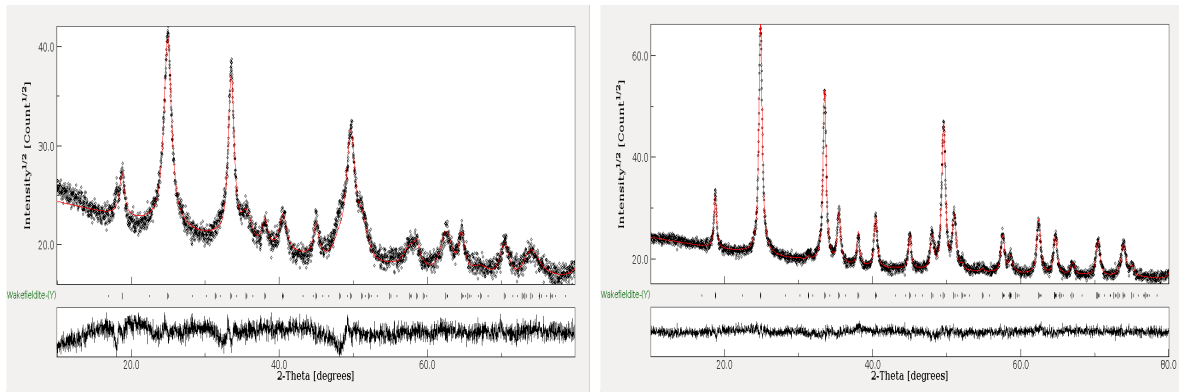 Intensity^1/2 [Count^1/2]
40.0
30.0
20.0
Wakefieldite-(Y)
20.0 40.0 60.0
2-Theta [degrees]
Intensity^1/2 [Count^1/2]
60.0
40.0
20.0
Wakefieldite-(Y)
20.0 40.0 60.0 80.0
2-Theta [degrees]